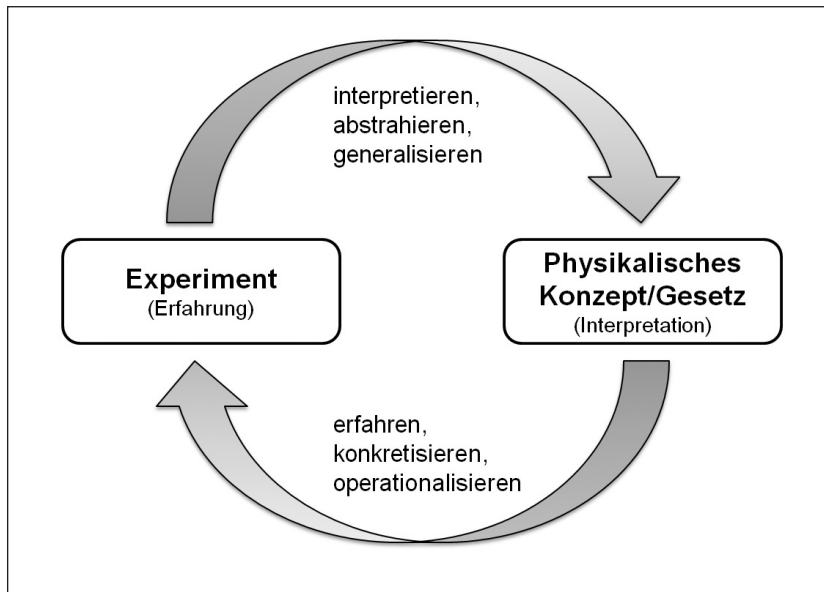 interpretieren,
abstrahieren,
generalisieren
Experiment
(Erfahrung)
Physikalisches
Konzept/Gesetz
(Interpretation)
erfahren,
konkretisieren,
operationalisieren